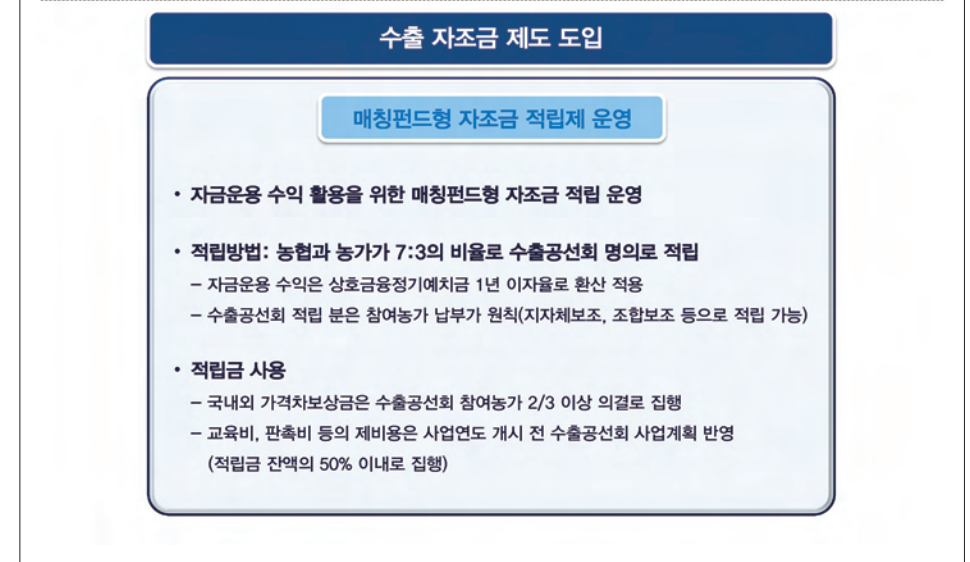 수출 자조금 제도 도입
매칭펀드형 자조금 적립제 운영
• 자금운용 수익 활용을 위한 매칭펀드형 자조금 적립 운영
• 적립방법: 농협과 농가가 7:3의 비율로 수출공선회 명의로 적립
– 자금운용 수익은 상호금융정기예치금 1년 이자율로 환산 적용
– 수출공선회 적립 분은 참여농가 납부가 원칙(지자체보조, 조합보조 등으로 적립 가능)
• 적립금 사용
– 국내외 가격차보상금은 수출공선회 참여농가 2/3 이상 의결로 집행
– 교육비, 판촉비 등의 제비용은 사업연도 개시 전 수출공선회 사업계획 반영
(적립금 잔액의 50% 이내로 집행)